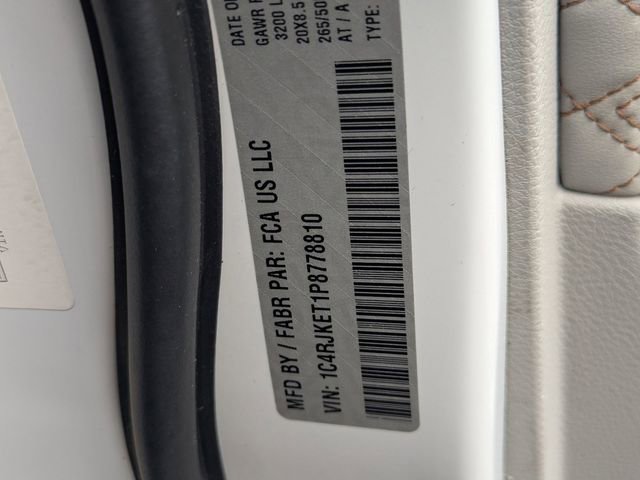 DATE O
GAWR
3200 L
20X8.5
265/50
AT / A
TYPE:
MFD BY / FABR PAR: FCA US LLC
VIN: 1C4RJKET1P8778810